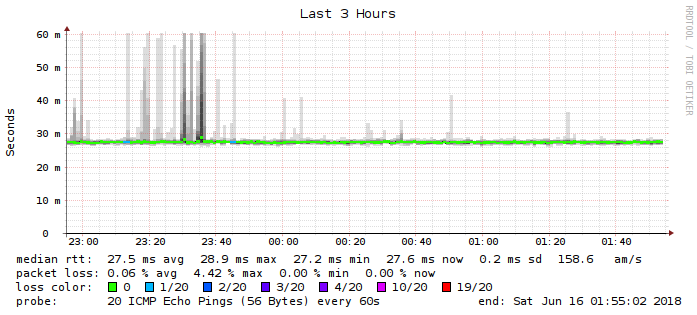 Last 3 Hours
RRDTOOL / TOBI OETIKER
Seconds
60 m
50 m
40 m
30 m
20 m
10 m
0
23:00 23:20 23:40 00:00 00:20 00:40 01:00 01:20 01:40
median rtt: 27.5 ms avg 28.9 ms max 27.2 ms min 27.6 ms now 0.2 ms sd 158.6 am/s
packet loss: 0.06 % avg 4.42 % max 0.00 % min 0.00 % now
loss color: 0 1/20 2/20 3/20 4/20 10/20 19/20
probe: 20 ICMP Echo Pings (56 Bytes) every 60s end: Sat Jun 16 01:55:02 2018